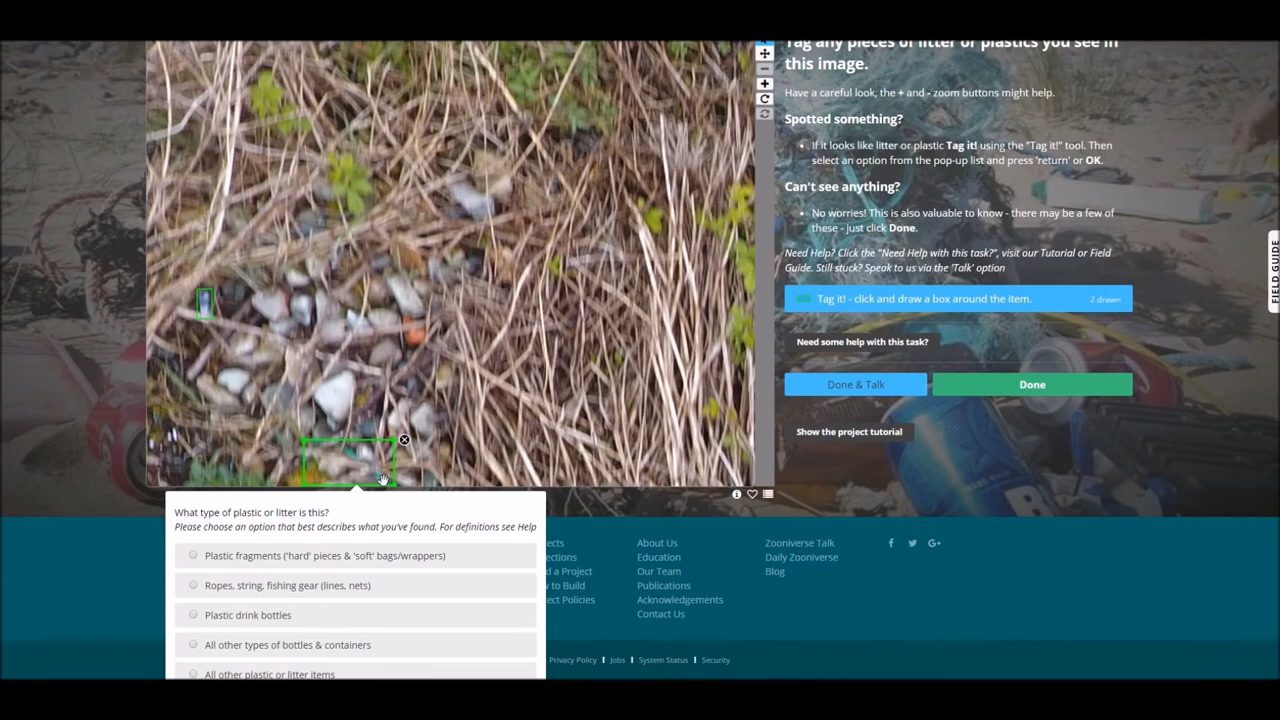 Tag any pieces of litter or plastics you see in
this image.
Have a careful look, the + and - zoom buttons might help.
Spotted something?
If it looks like litter or plastic Tag it! using the "Tag it!" tool. Then
select an option from the pop-up list and press 'return' or OK.
Can't see anything?
No worries! This is also valuable to know - there may be a few of
these - just click Done.
Need Help? Click the "Need Help with this task?", visit our Tutorial or Field
Guide. Still stuck? Speak to us via the 'Talk' option
Tag it! - click and draw a box around the item. 2 drawn
Need some help with this task?
Done & Talk Done
Show the project tutorial
FIELD GUIDE
What type of plastic or litter is this?
Please choose an option that best describes what you've found. For definitions see Help
Plastic fragments ('hard' pieces & 'soft' bags/wrappers)
Ropes, string, fishing gear (lines, nets)
Plastic drink bottles
All other types of bottles & containers
All other plastic or litter items
a Project
to Build
Policies
About Us
Education
Our Team
Publications
Acknowledgements
Contact Us
Zooniverse Talk
Daily Zooniverse
Blog
G+
Privacy Policy Jobs System Status Security